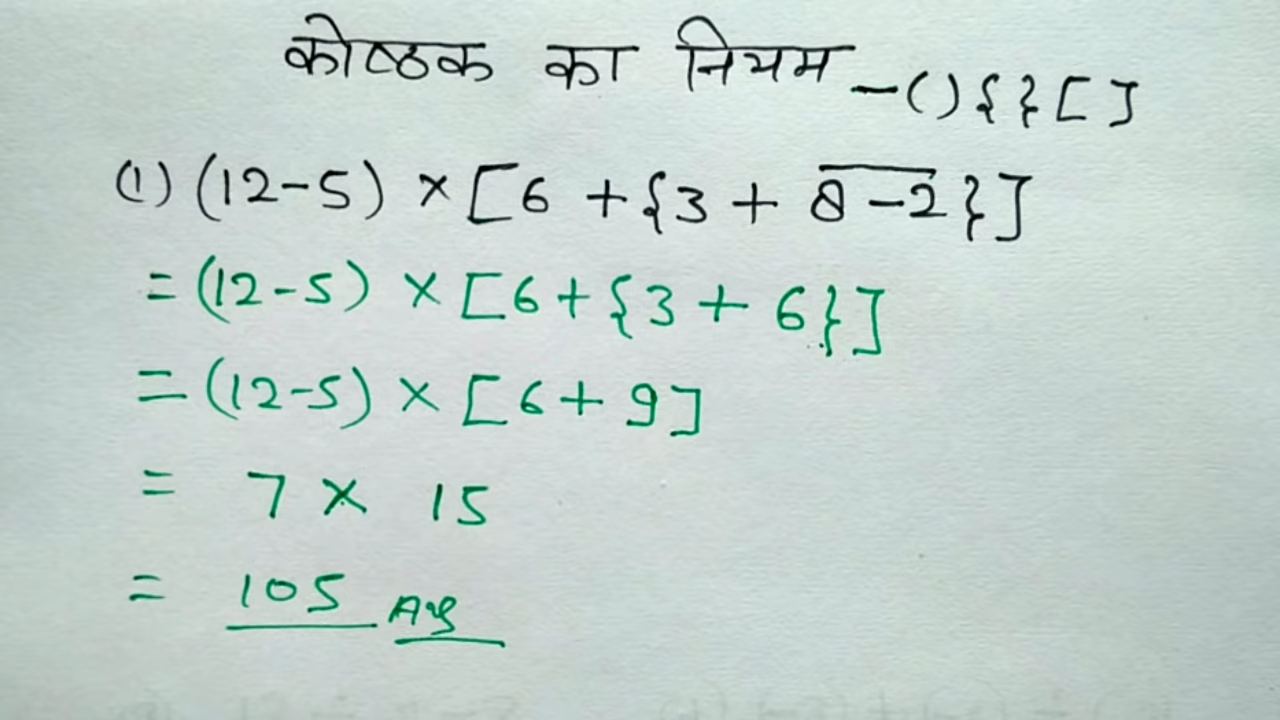 कोष्ठक का नियम – ( ) { } [ ]
(1) (12-5) × [6 + {3 + 8̅ ̅-̅ ̅2̅}]
= (12-5) × [6 + {3 + 6}]
= (12-5) × [6 + 9]
= 7 × 15
= 105 Ans